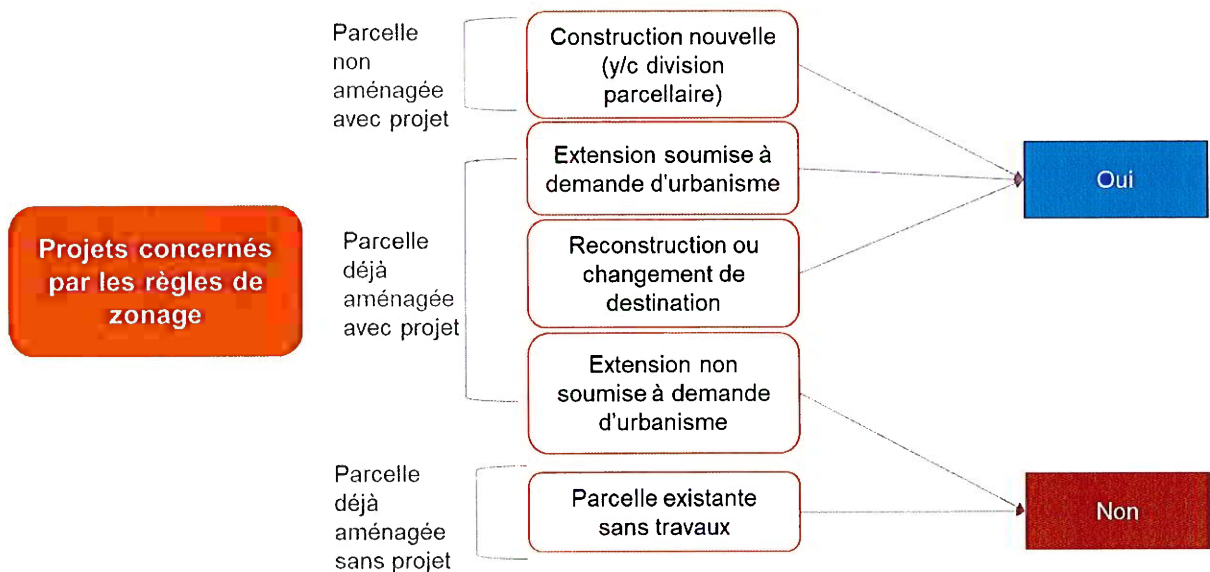 Projets concernés
par les règles de
zonage
Parcelle
non
aménagée
avec projet
Construction nouvelle
(y/c division
parcellaire)
Parcelle
déjà
aménagée
avec projet
Extension soumise à
demande d'urbanisme
Reconstruction ou
changement de
destination
Extension non
soumise à demande
d'urbanisme
Parcelle
déjà
aménagée
sans projet
Parcelle existante
sans travaux
Oui
Non